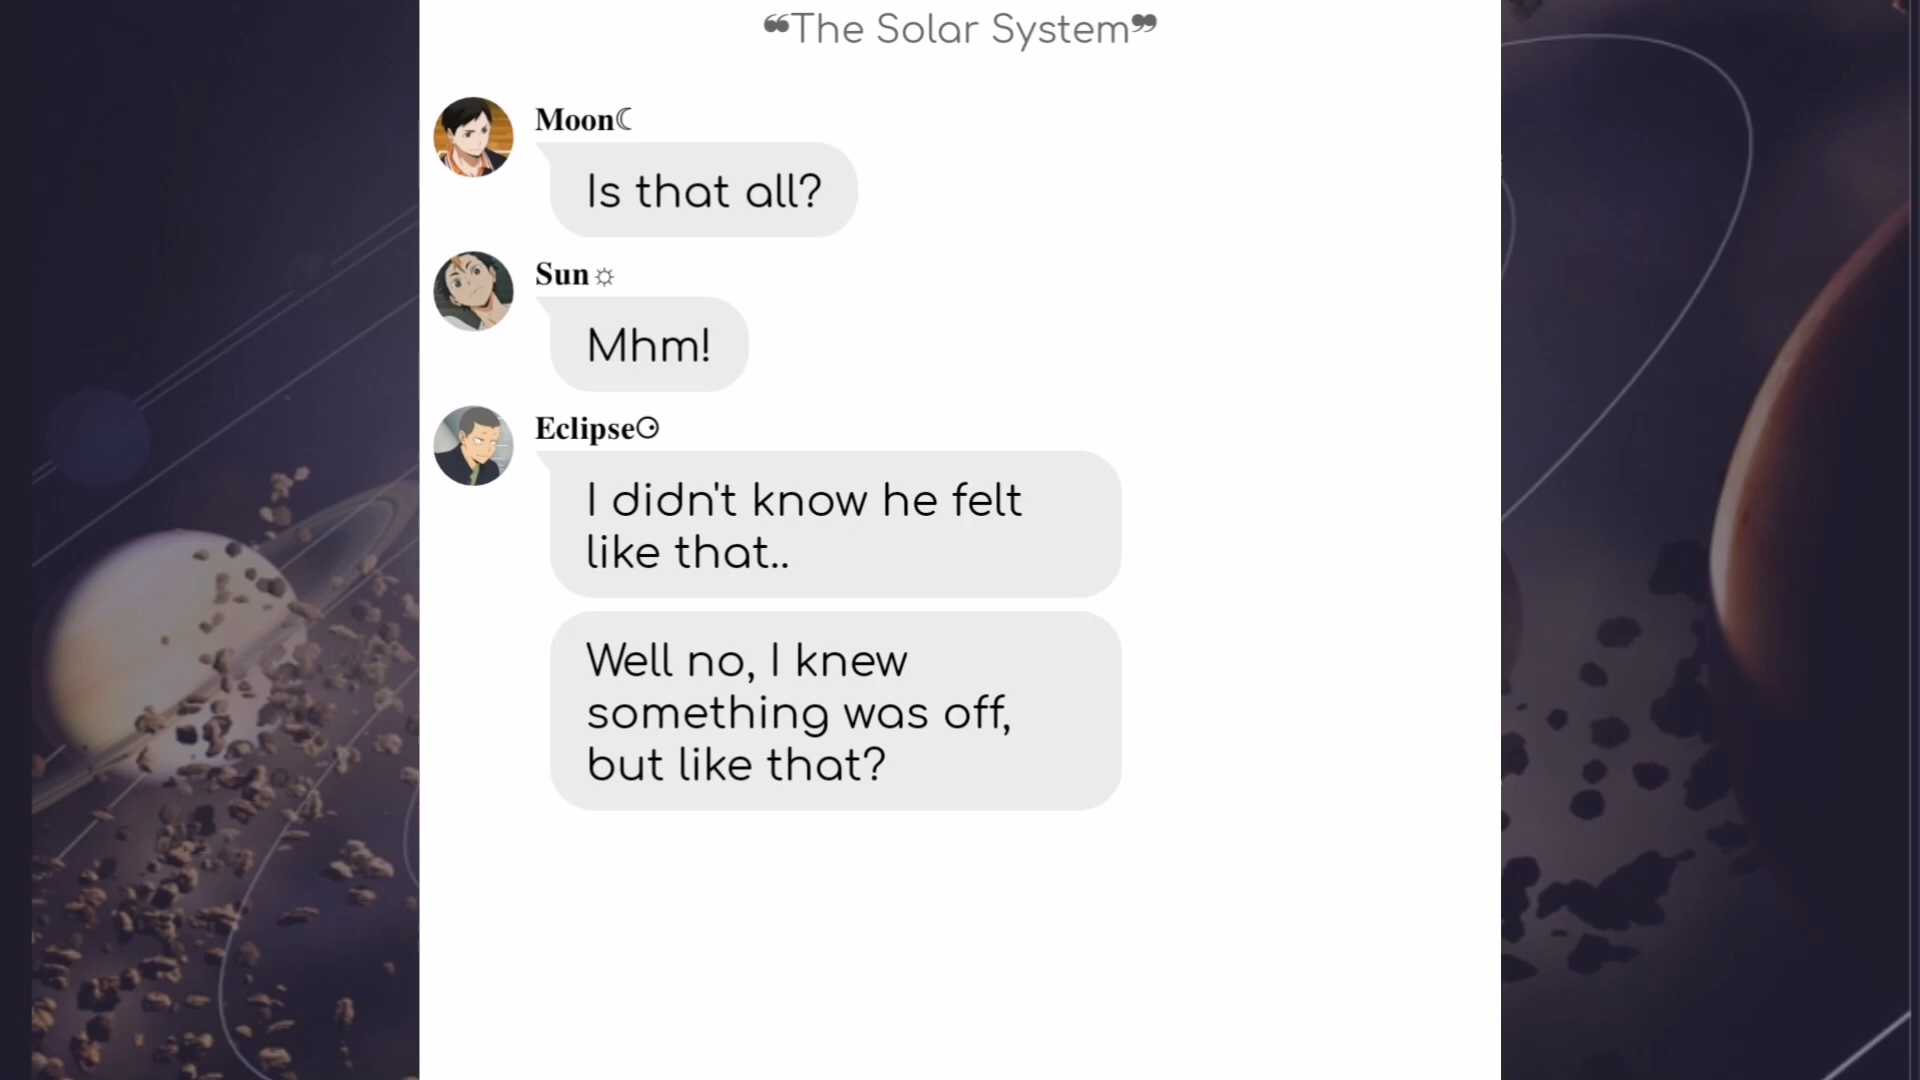 ❝The Solar System❞
Moon☾
Is that all?
Sun☼
Mhm!
Eclipse⚆
I didn't know he felt
like that..
Well no, I knew
something was off,
but like that?